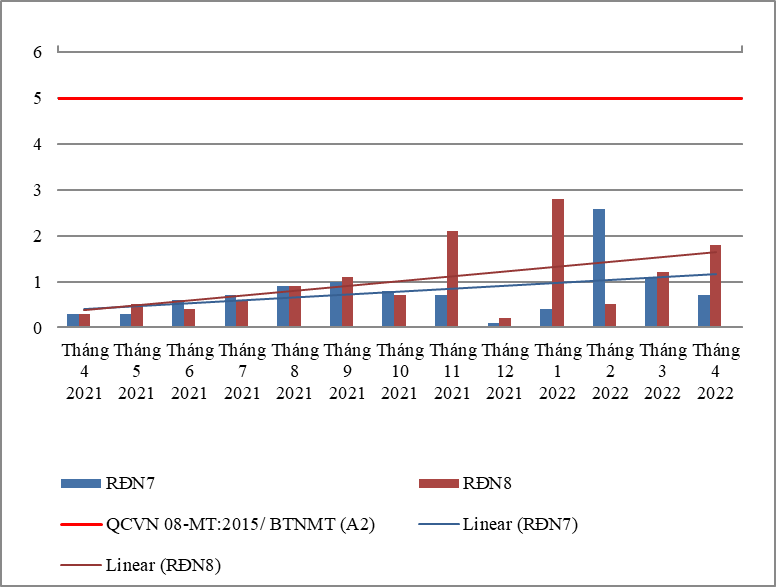 6
5
4
3
2
1
0
Tháng Tháng Tháng Tháng Tháng Tháng Tháng Tháng Tháng Tháng Tháng Tháng Tháng
4 5 6 7 8 9 10 11 12 1 2 3 4
2021 2021 2021 2021 2021 2021 2021 2021 2021 2022 2022 2022 2022
RĐN7 RĐN8
QCVN 08-MT:2015/ BTNMT (A2) Linear (RĐN7)
Linear (RĐN8)